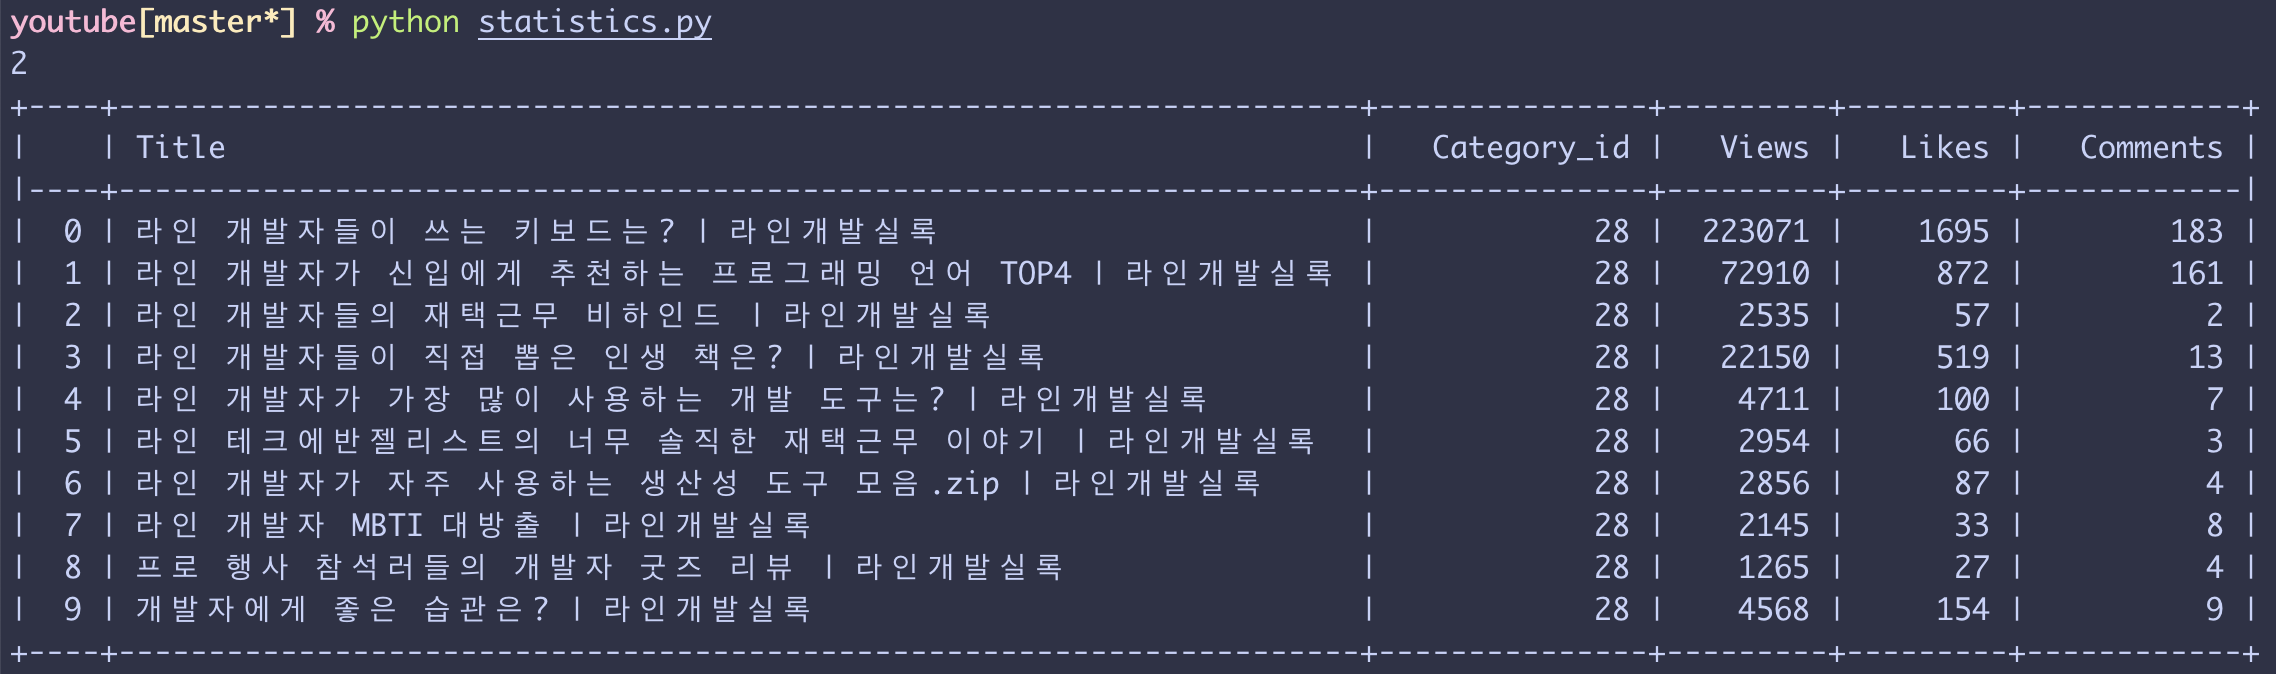 youtube[master*] % python statistics.py
2
+----+---------------------------------------------------------------------+---------------+---------+---------+------------+
|    | Title                                                               |   Category_id |   Views |   Likes |   Comments |
|----+---------------------------------------------------------------------+---------------+---------+---------+------------|
|  0 | 라인 개발자들이 쓰는 키보드는? | 라인개발실록 | 28 | 223071 | 1695 | 183 |
|  1 | 라인 개발자가 신입에게 추천하는 프로그래밍 언어 TOP4 | 라인개발실록 | 28 | 72910 | 872 | 161 |
|  2 | 라인 개발자들의 재택근무 비하인드 | 라인개발실록 | 28 | 2535 | 57 | 2 |
|  3 | 라인 개발자들이 직접 뽑은 인생 책은? | 라인개발실록 | 28 | 22150 | 519 | 13 |
|  4 | 라인 개발자가 가장 많이 사용하는 개발 도구는? | 라인개발실록 | 28 | 4711 | 100 | 7 |
|  5 | 라인 테크에반젤리스트의 너무 솔직한 재택근무 이야기 | 라인개발실록 | 28 | 2954 | 66 | 3 |
|  6 | 라인 개발자가 자주 사용하는 생산성 도구 모음.zip | 라인개발실록 | 28 | 2856 | 87 | 4 |
|  7 | 라인 개발자 MBTI 대방출 | 라인개발실록 | 28 | 2145 | 33 | 8 |
|  8 | 프로 행사 참석러들의 개발자 굿즈 리뷰 | 라인개발실록 | 28 | 1265 | 27 | 4 |
|  9 | 개발자에게 좋은 습관은? | 라인개발실록 | 28 | 4568 | 154 | 9 |
+----+---------------------------------------------------------------------+---------------+---------+---------+------------+